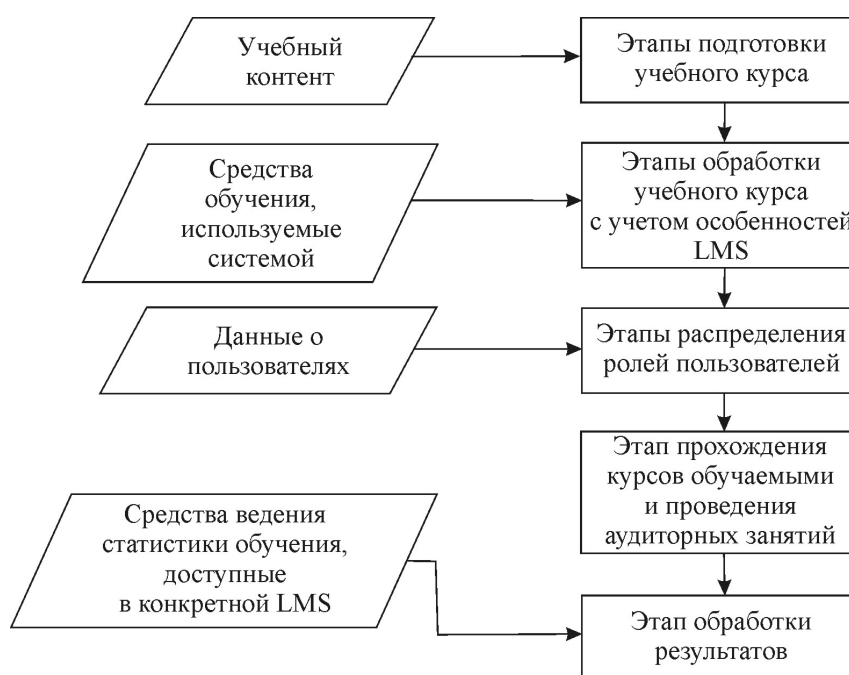 Учебный
контент
Этапы подготовки
учебного курса
Средства
обучения,
используемые
системой
Этапы обработки
учебного курса
с учетом особенностей
LMS
Данные о
пользователях
Этапы распределения
ролей пользователей
Этап прохождения
курсов обучаемыми
и проведения
аудиторных занятий
Средства ведения
статистики обучения,
доступные
в конкретной LMS
Этап обработки
результатов